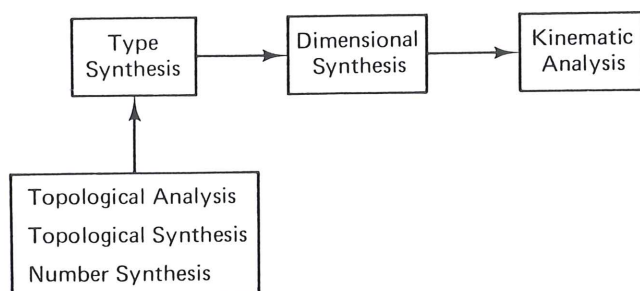 Type
Synthesis
Dimensional
Synthesis
Kinematic
Analysis
Topological Analysis
Topological Synthesis
Number Synthesis